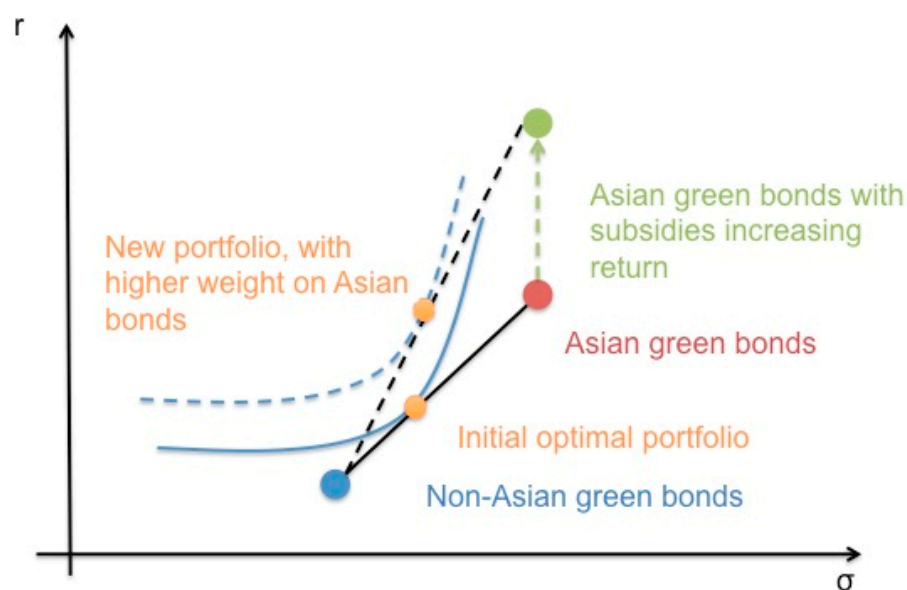 r
Asian green bonds with
subsidies increasing
return
New portfolio, with
higher weight on Asian
bonds
Asian green bonds
Initial optimal portfolio
Non-Asian green bonds
σ